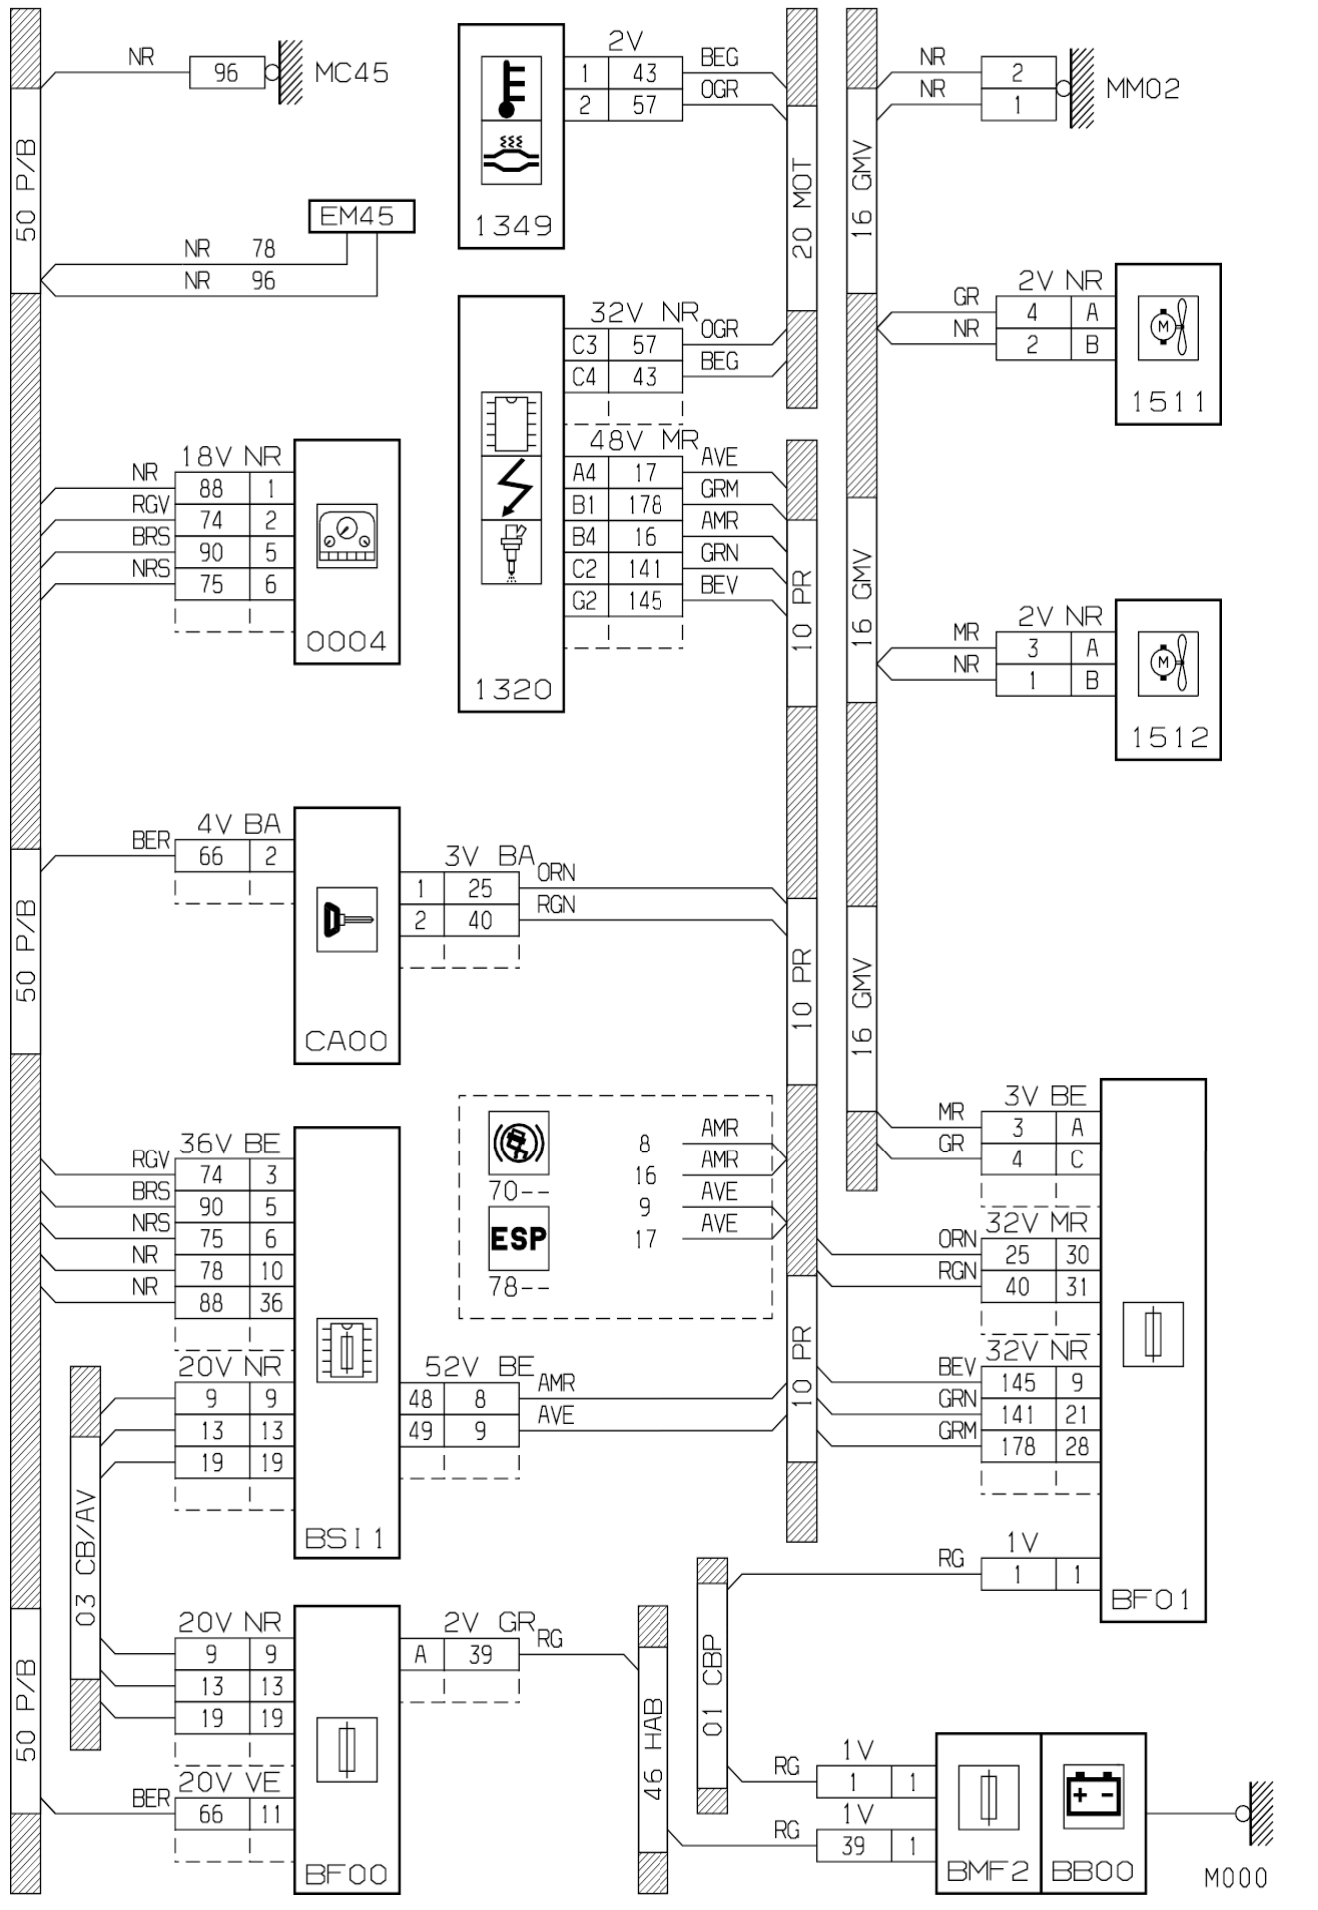 NR
96
MC45
50 P/B
EM45
NR 78
NR 96
18V NR
NR 88 1
RGV 74 2
BRS 90 5
NRS 75 6
0004
4V BA
BER 66 2
3V BA
1 25 ORN
2 40 RGN
CA00
50 P/B
36V BE
RGV 74 3
BRS 90 5
NRS 75 6
NR 78 10
NR 88 36
20V NR
9 9
13 13
19 19
52V BE
48 8 AMR
49 9 AVE
BSI1
03 CB/AV
20V NR
9 9
13 13
19 19
2V GR
A 39 RG
20V VE
BER 66 11
BF00
50 P/B
2V
1 43 BEG
2 57 OGR
1349
20 MOT
32V NR
C3 57 OGR
C4 43 BEG
48V MR
A4 17 AVE
B1 178 GRM
B4 16 AMR
C2 141 GRN
G2 145 BEV
1320
10 PR
10 PR
70--
ESP
78--
8 AMR
16 AMR
9 AVE
17 AVE
10 PR
16 GMV
NR 2
NR 1
MM02
2V NR
GR 4 A
NR 2 B
1511
16 GMV
2V NR
MR 3 A
NR 1 B
1512
16 GMV
3V BE
MR 3 A
GR 4 C
32V MR
ORN 25 30
RGN 40 31
32V NR
BEV 145 9
GRN 141 21
GRM 178 28
1V
RG 1 1
BF01
01 CBP
46 HAB
1V
RG 1 1
1V
RG 39 1
BMF2
+ -
BB00
M000
M
M